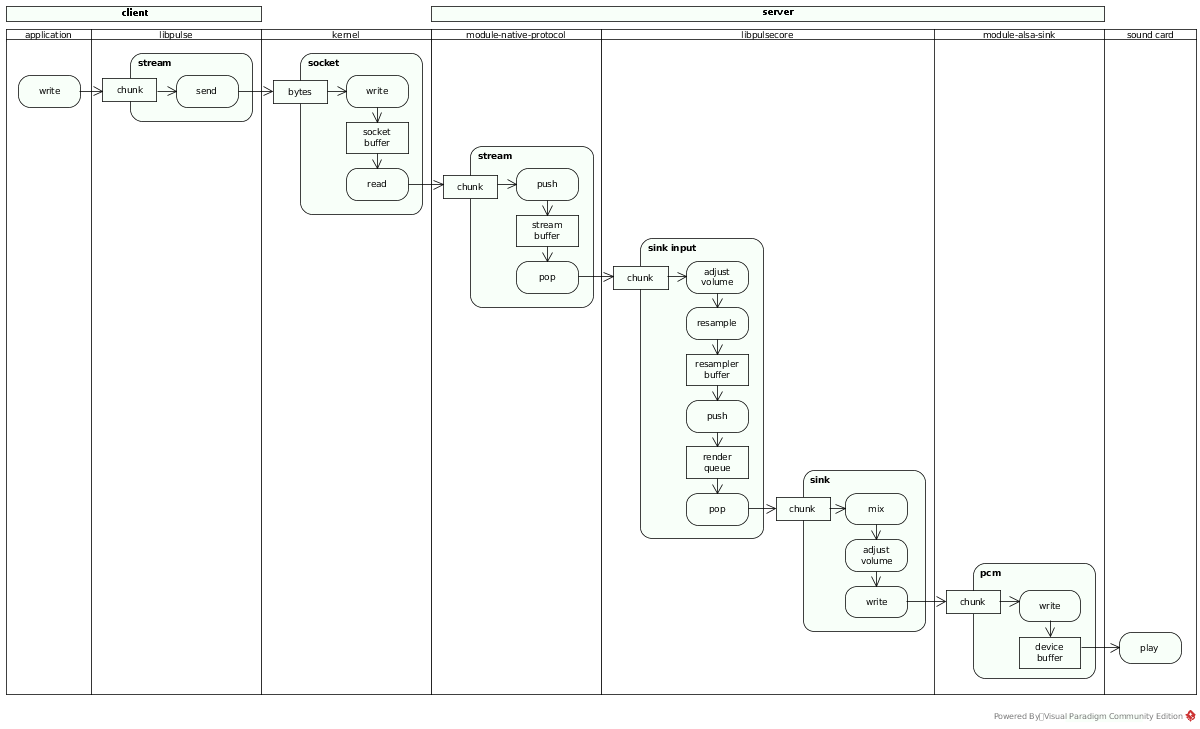 client
server
application
libpulse
kernel
module-native-protocol
libpulsecore
module-alsa-sink
sound card
stream
write
chunk
send
socket
bytes
write
socket
buffer
read
stream
chunk
push
stream
buffer
pop
sink input
chunk
adjust
volume
resample
resampler
buffer
push
render
queue
pop
sink
chunk
mix
adjust
volume
write
pcm
chunk
write
device
buffer
play
Powered By Visual Paradigm Community Edition